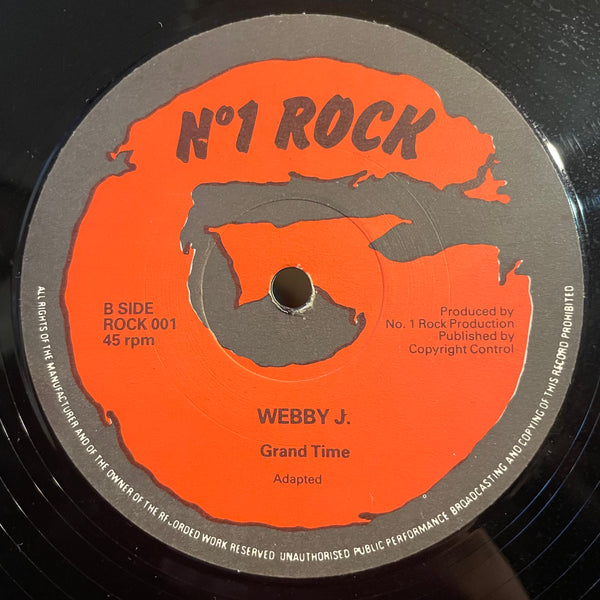 Nº1 ROCK
B SIDE
ROCK 001
45 rpm
Produced by
No. 1 Rock Production
Published by
Copyright Control
WEBBY J.
Grand Time
Adapted
ALL RIGHTS OF THE MANUFACTURER AND OF THE OWNER OF THE RECORDED WORK RESERVED UNAUTHORISED PUBLIC PERFORMANCE BROADCASTING AND COPYING OF THIS RECORD PROHIBITED